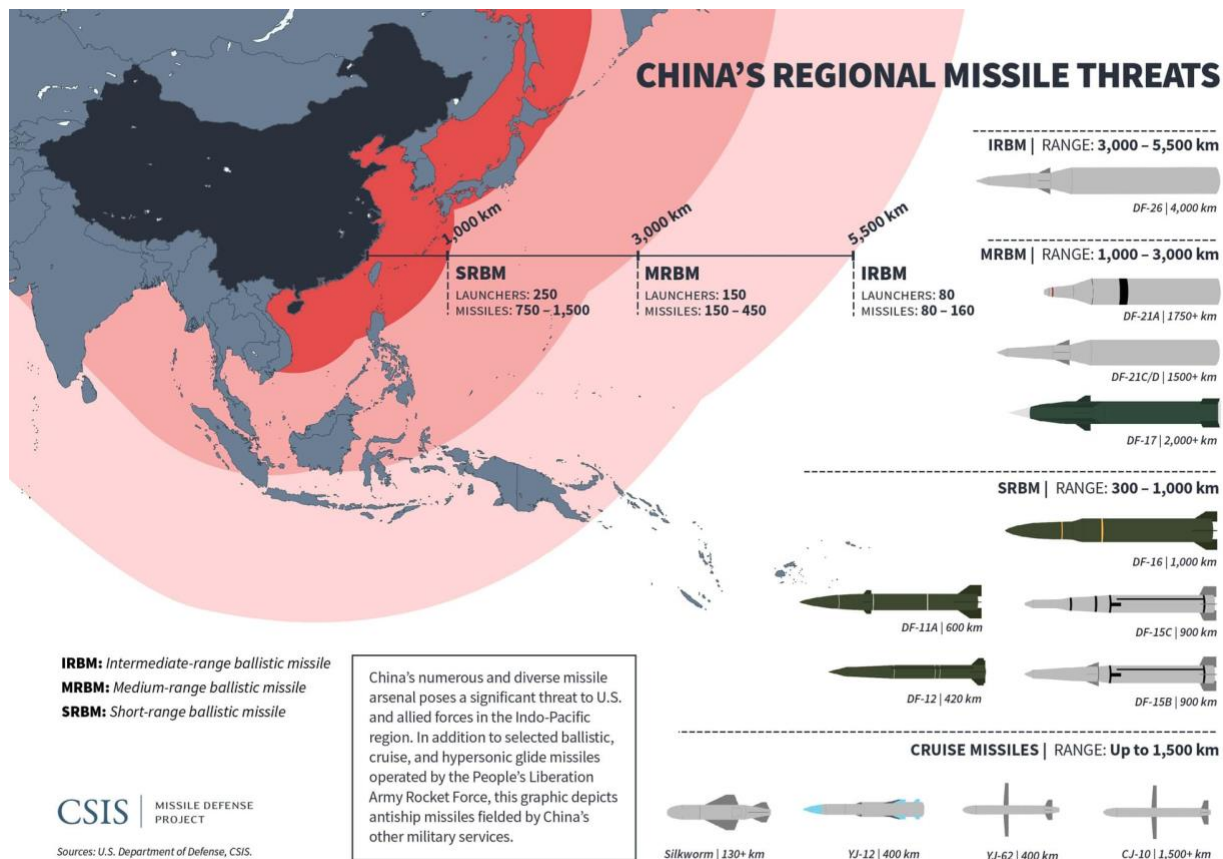 CHINA'S REGIONAL MISSILE THREATS
1,000 km
3,000 km
5,500 km
SRBM
LAUNCHERS: 250
MISSILES: 750 – 1,500
MRBM
LAUNCHERS: 150
MISSILES: 150 – 450
IRBM
LAUNCHERS: 80
MISSILES: 80 – 160
IRBM | RANGE: 3,000 – 5,500 km
DF-26 | 4,000 km
MRBM | RANGE: 1,000 – 3,000 km
DF-21A | 1750+ km
DF-21C/D | 1500+ km
DF-17 | 2,000+ km
SRBM | RANGE: 300 – 1,000 km
DF-16 | 1,000 km
DF-11A | 600 km
DF-15C | 900 km
DF-12 | 420 km
DF-15B | 900 km
CRUISE MISSILES | RANGE: Up to 1,500 km
Silkworm | 130+ km
YJ-12 | 400 km
YJ-62 | 400 km
CJ-10 | 1,500+ km
IRBM: Intermediate-range ballistic missile
MRBM: Medium-range ballistic missile
SRBM: Short-range ballistic missile
China's numerous and diverse missile
arsenal poses a significant threat to U.S.
and allied forces in the Indo-Pacific
region. In addition to selected ballistic,
cruise, and hypersonic glide missiles
operated by the People's Liberation
Army Rocket Force, this graphic depicts
antiship missiles fielded by China's
other military services.
CSIS | MISSILE DEFENSE
PROJECT
Sources: U.S. Department of Defense, CSIS.